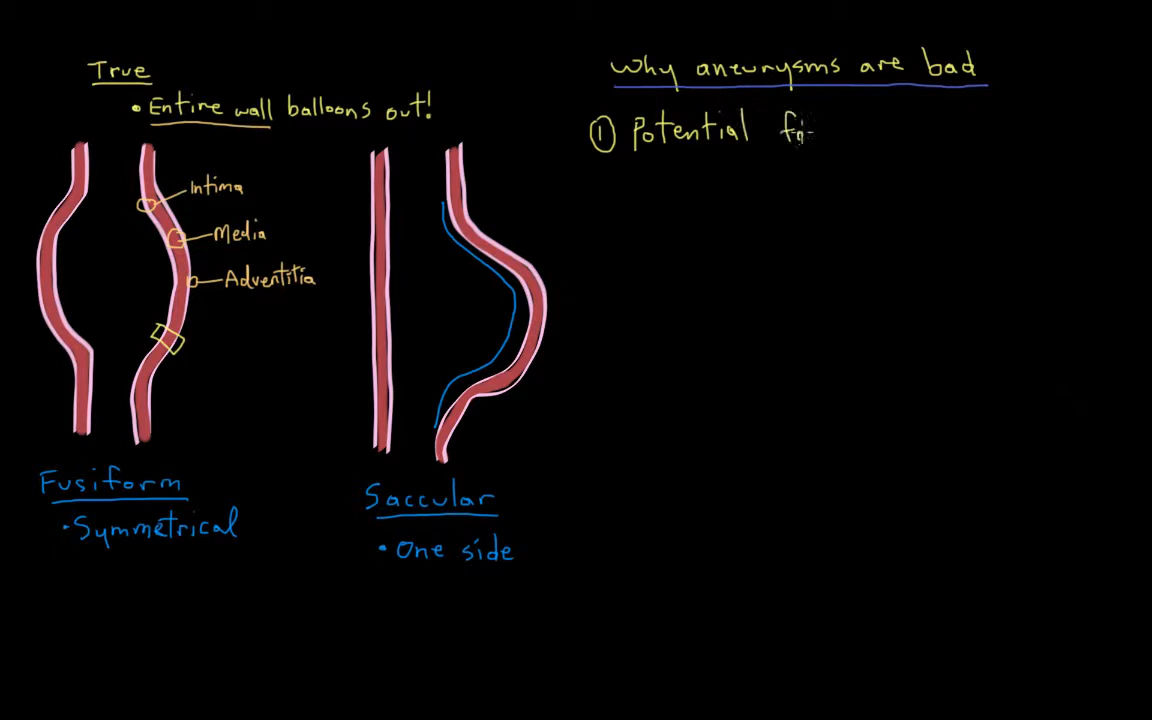 True
• Entire wall balloons out!
Intima
Media
Adventitia
Fusiform
• Symmetrical
Saccular
• One side
Why aneurysms are bad
① Potential